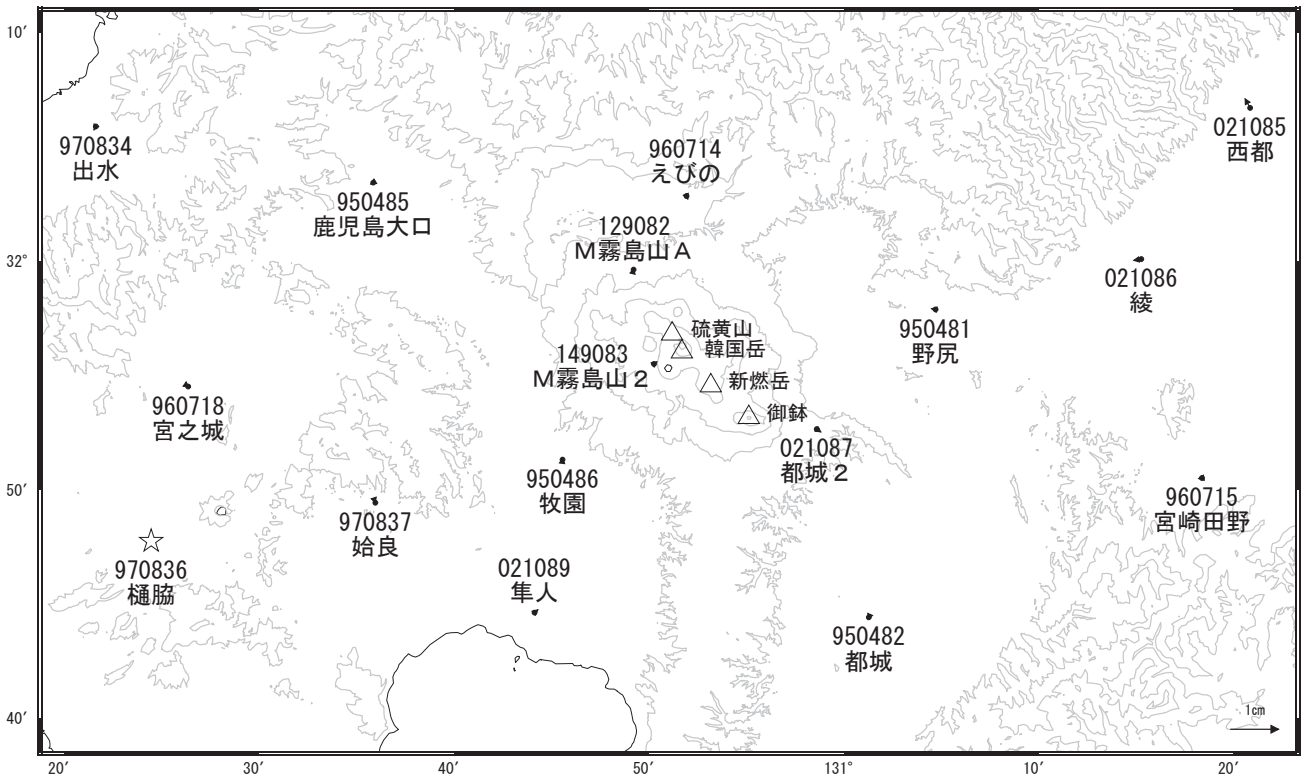 10′
021085
西都
970834
出水
960714
えびの
950485
鹿児島大口
129082
M霧島山A
32°
021086
綾
950481
野尻
硫黄山
韓国岳
149083
M霧島山2
新燃岳
960718
宮之城
御鉢
021087
都城2
950486
牧園
50′
960715
宮崎田野
970837
姶良
970836
樋脇
021089
隼人
950482
都城
40′
1cm
20′
30′
40′
50′
131°
10′
20′